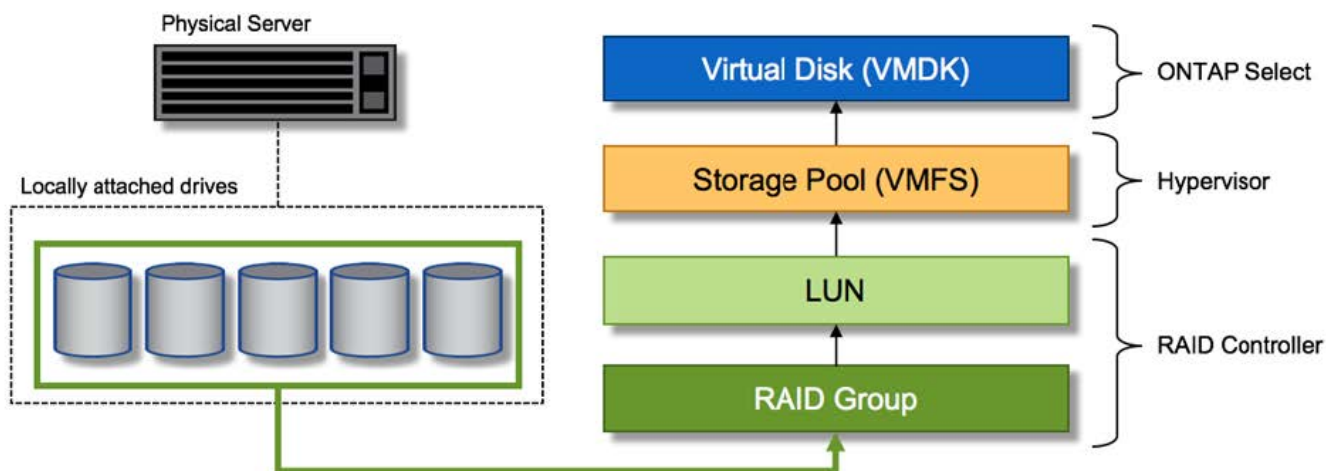 Physical Server
Locally attached drives
Virtual Disk (VMDK)
ONTAP Select
Storage Pool (VMFS)
Hypervisor
LUN
RAID Controller
RAID Group